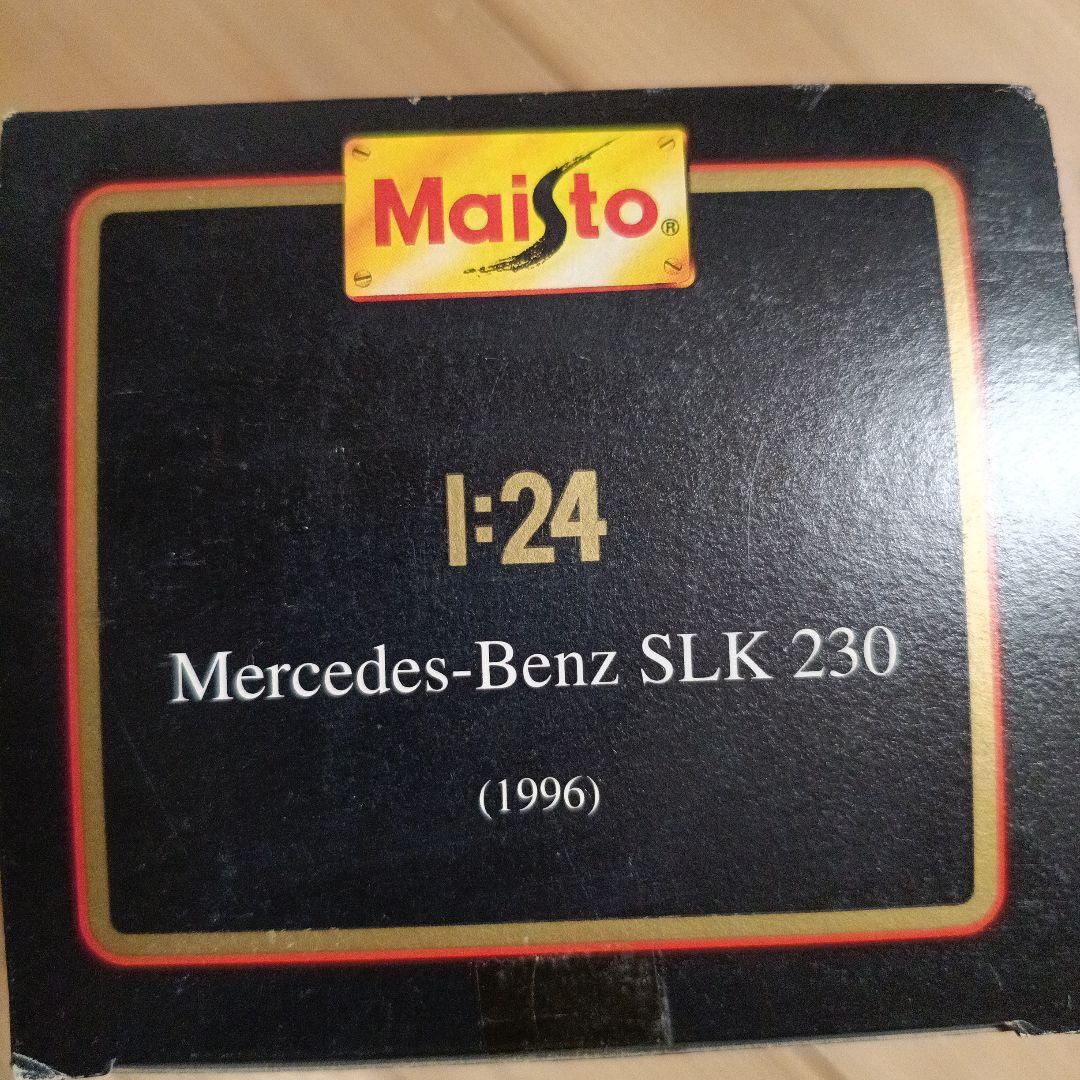 Maisto®
1:24
Mercedes-Benz SLK 230
(1996)